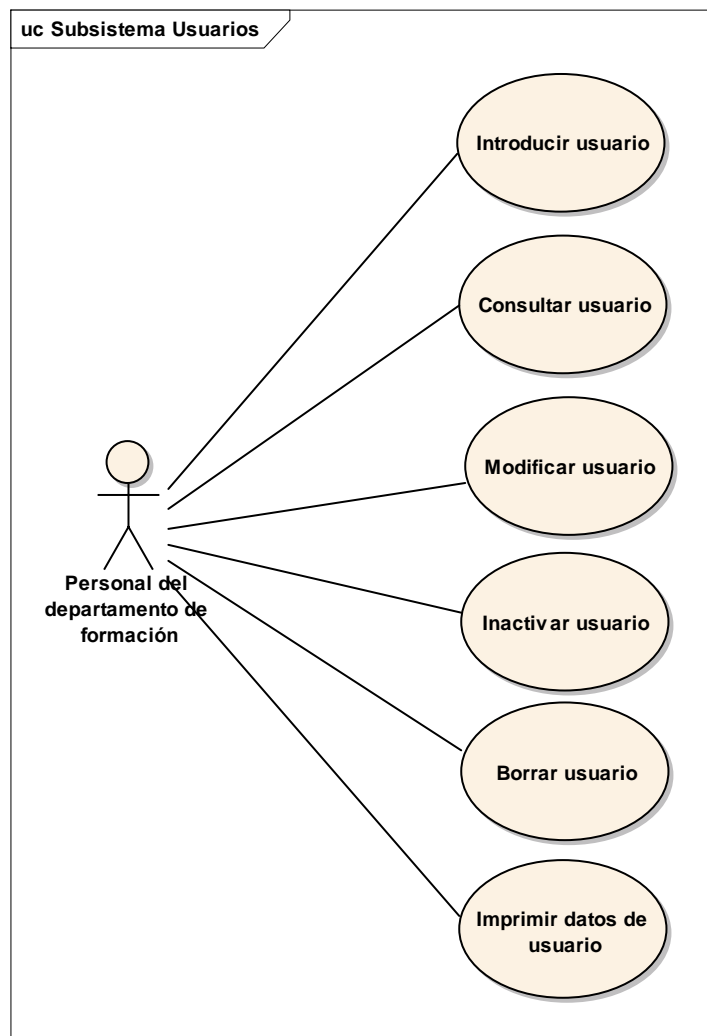 uc Subsistema Usuarios
Introducir usuario
Consultar usuario
Modificar usuario
Personal del
departamento de
formación
Inactivar usuario
Borrar usuario
Imprimir datos de
usuario